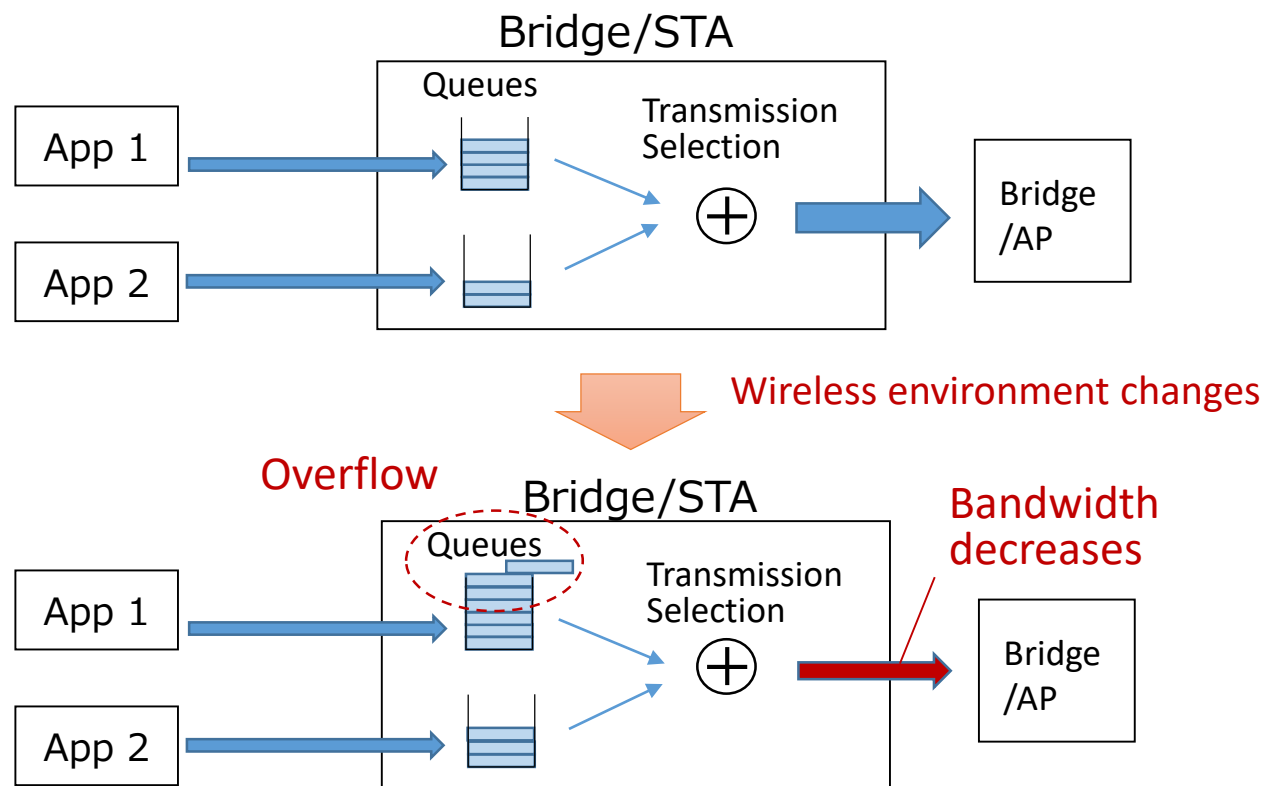 Bridge/STA
Queues
Transmission
Selection
App 1
App 2
Bridge
/AP
Wireless environment changes
Overflow
Bridge/STA
Bandwidth
decreases
Queues
Transmission
Selection
App 1
App 2
Bridge
/AP